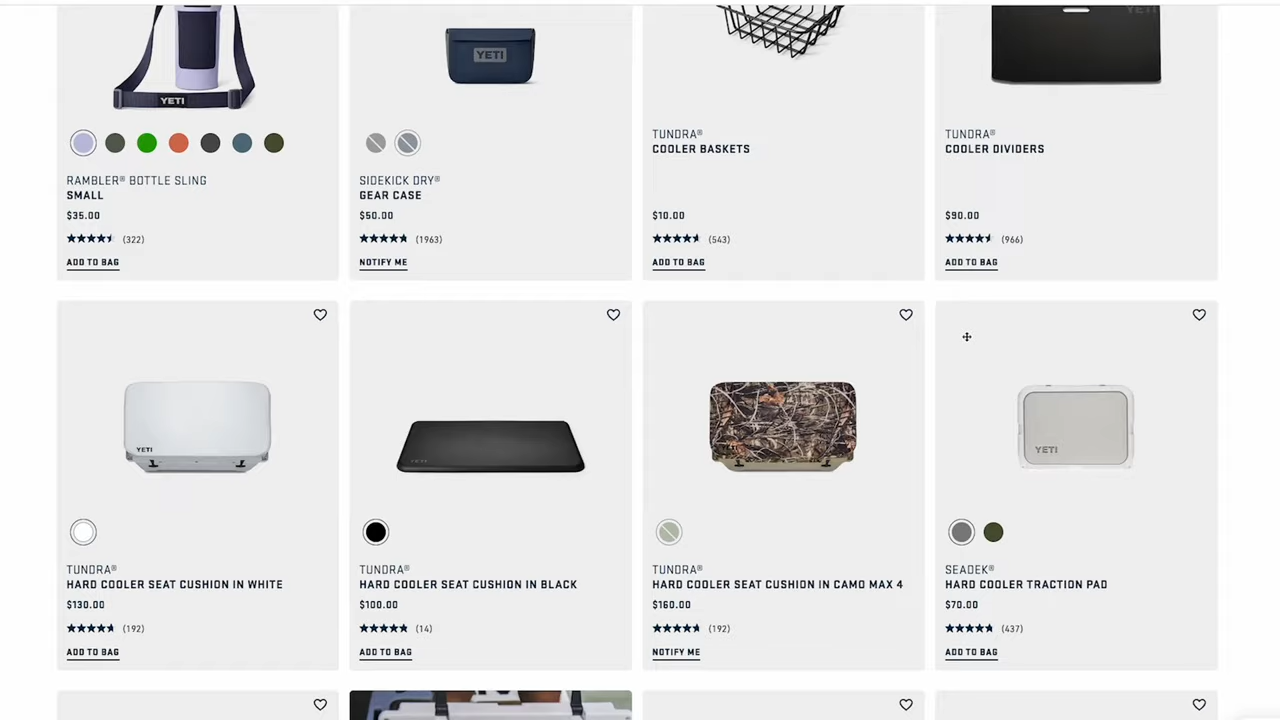 YETI
YETI
YETI
RAMBLER® BOTTLE SLING
SMALL
$35.00
(322)
ADD TO BAG
SIDEKICK DRY®
GEAR CASE
$50.00
(1963)
NOTIFY ME
TUNDRA®
COOLER BASKETS
$10.00
(543)
ADD TO BAG
TUNDRA®
COOLER DIVIDERS
$90.00
(966)
ADD TO BAG
YETI
TUNDRA®
HARD COOLER SEAT CUSHION IN WHITE
$130.00
(192)
ADD TO BAG
YETI
TUNDRA®
HARD COOLER SEAT CUSHION IN BLACK
$100.00
(14)
ADD TO BAG
TUNDRA®
HARD COOLER SEAT CUSHION IN CAMO MAX 4
$160.00
(192)
NOTIFY ME
YETI
SEADEK®
HARD COOLER TRACTION PAD
$70.00
(437)
ADD TO BAG